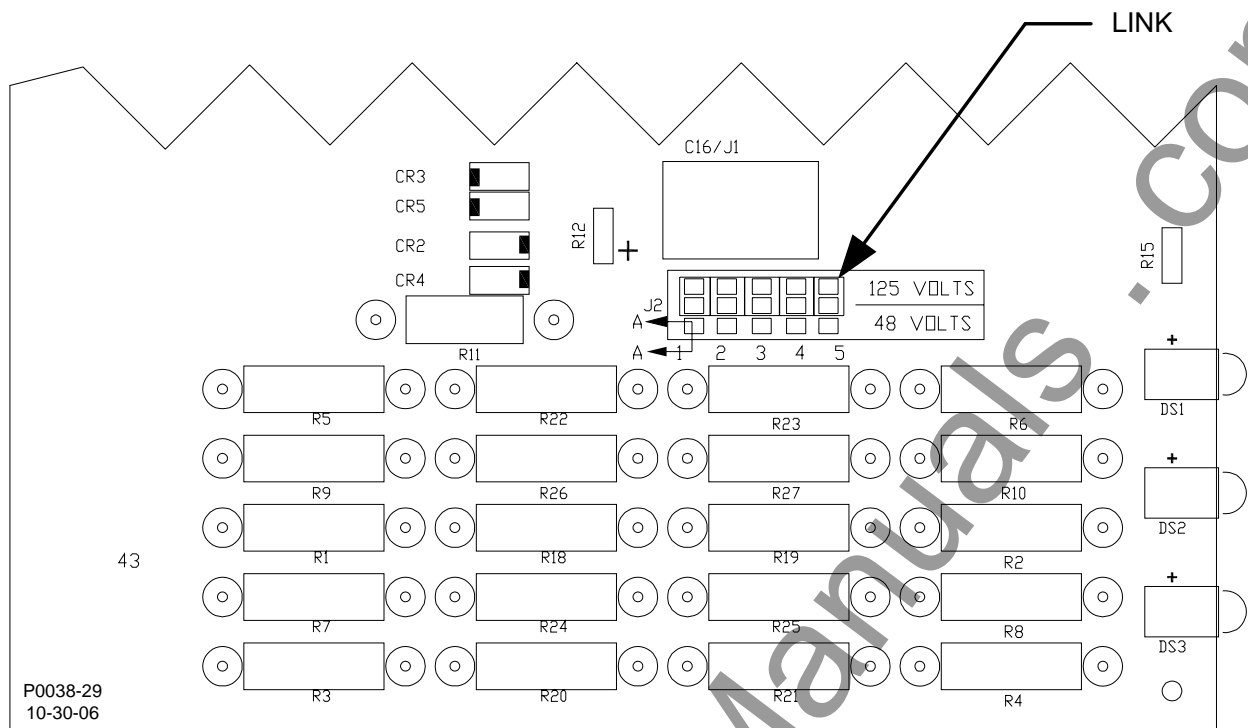 LINK
C16/J1
CR3
CR5
R12
CR2
R15
CR4
125 VOLTS
J2
48 VOLTS
A
A
1 2 3 4 5
R11
+
+
R5 R22 R23 R6
DS1
+
R9 R26 R27 R10
DS2
43
R1 R18 R19 R2
+
R7 R24 R25 R8
DS3
R3 R20 R21 R4
P0038-29
10-30-06
Manuals.com